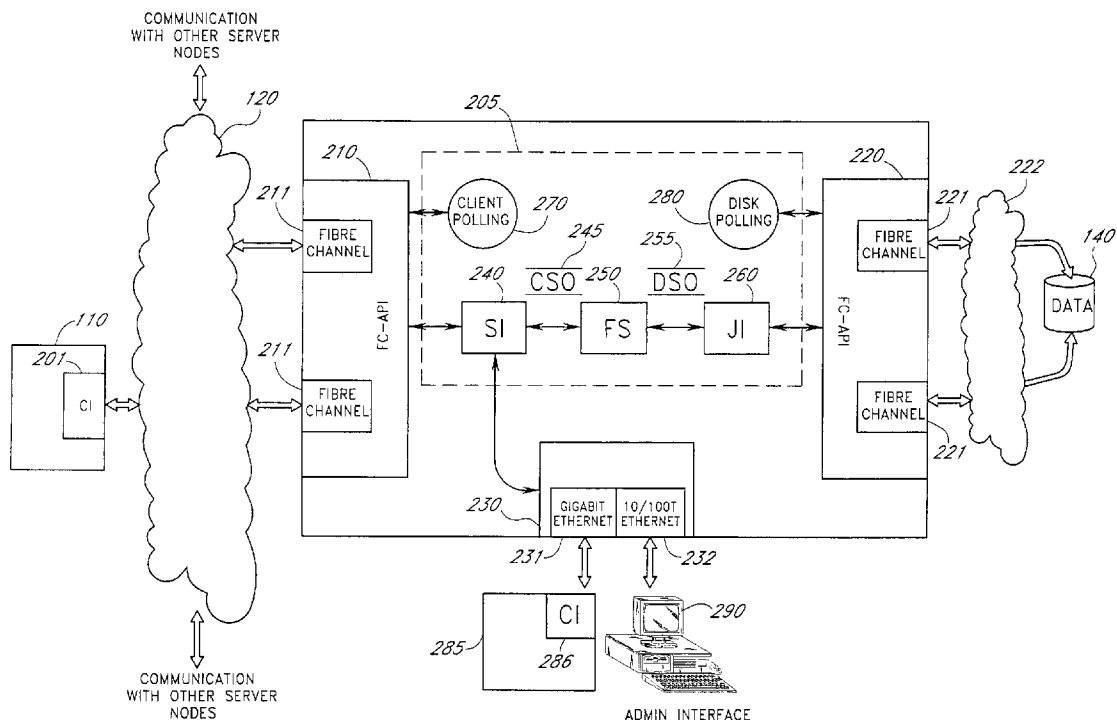 COMMUNICATION
WITH OTHER SERVER
NODES
120
205
210
220
222
211
CLIENT
POLLING
270
280
DISK
POLLING
221
140
FIBRE
CHANNEL
FIBRE
CHANNEL
245
CSO
255
DSO
240
250
260
DATA
110
201
CI
FC-API
SI
FS
JI
FC-API
211
FIBRE
CHANNEL
FIBRE
CHANNEL
221
230
GIGABIT
ETHERNET
10/100T
ETHERNET
231
232
285
CI
286
290
COMMUNICATION
WITH OTHER SERVER
NODES
ADMIN INTERFACE